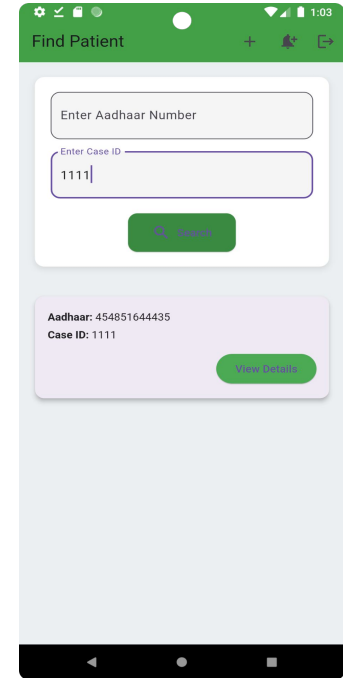 1:03
Find Patient
Enter Aadhaar Number
Enter Case ID
1111
Search
Aadhaar: 454851644435
Case ID: 1111
View Details